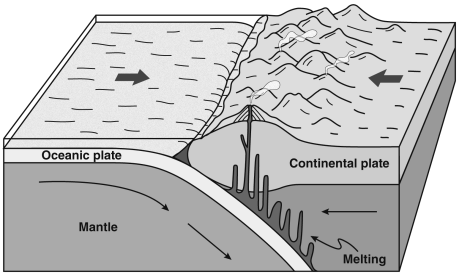 Oceanic plate
Continental plate
Mantle
Melting